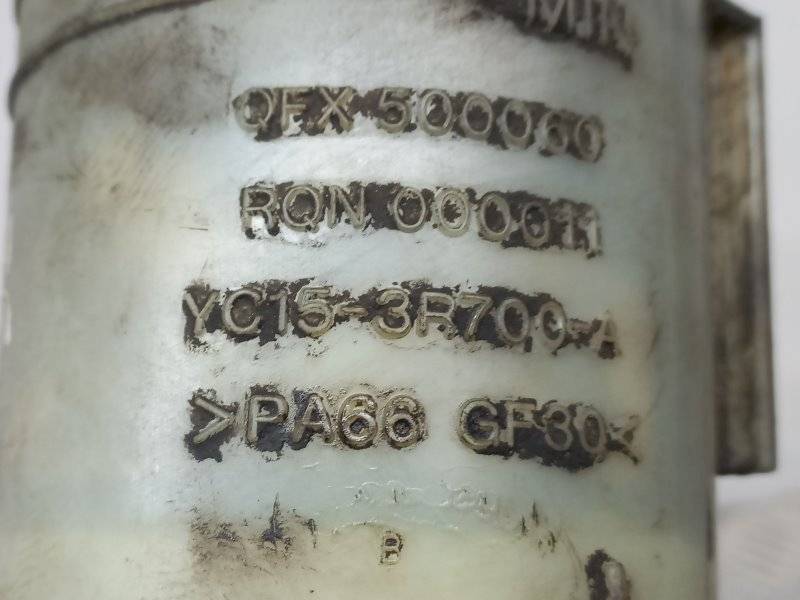 QFX 500060
RQN 000011
YC15-3R700-A
>PA66 GF30<
B